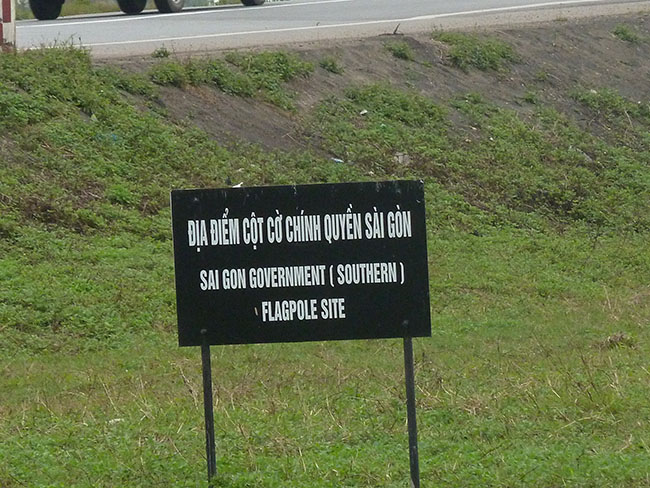 ĐỊA ĐIỂM CỘT CỜ CHÍNH QUYỀN SÀI GÒN
SAI GON GOVERNMENT ( SOUTHERN )
FLAGPOLE SITE